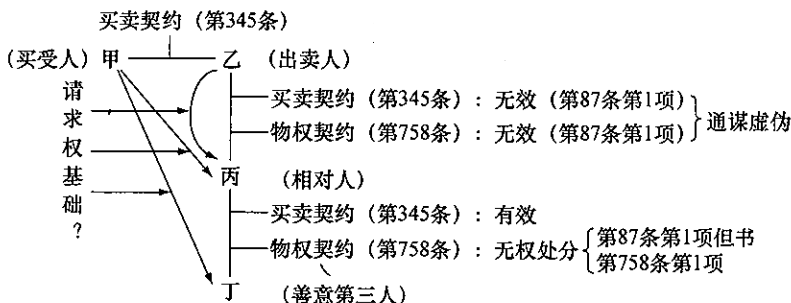 买卖契约（第345条）
（买受人）甲 乙 （出卖人）
请求权基础？
买卖契约（第345条）：无效（第87条第1项）
物权契约（第758条）：无效（第87条第1项）
通谋虚伪
丙 （相对人）
买卖契约（第345条）：有效
物权契约（第758条）：无权处分
第87条第1项但书
第758条第1项
丁 （善意第三人）